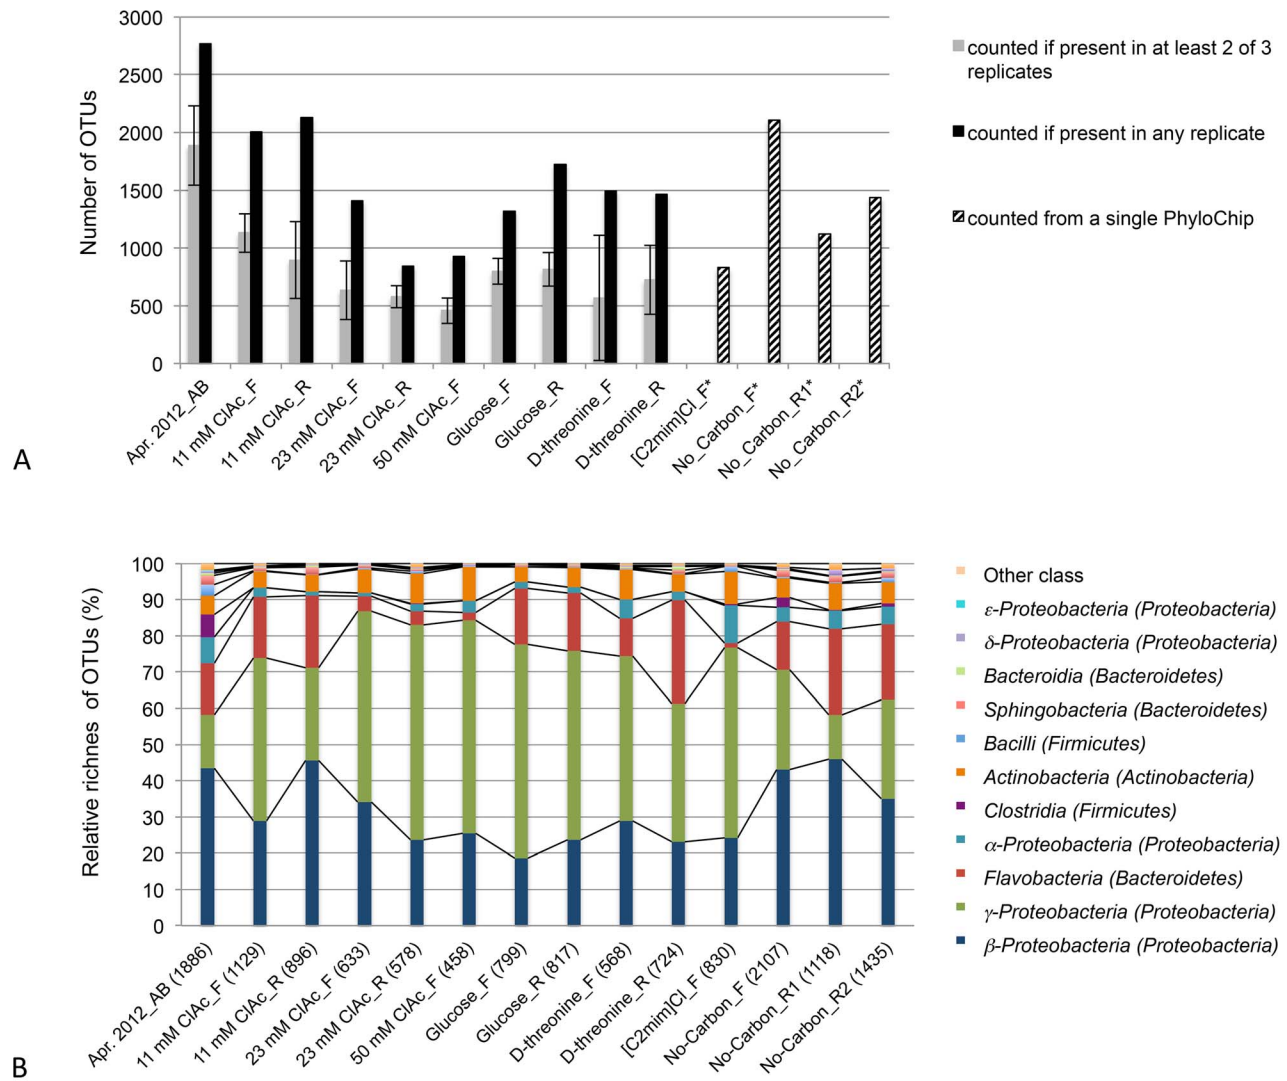 3000
2500
2000
1500
1000
500
0
Number of OTUs
Apr. 2012_AB
11 mM ClAc_F
11 mM ClAc_R
23 mM ClAc_F
23 mM ClAc_R
50 mM ClAc_F
Glucose_F
Glucose_R
D-threonine_F
D-threonine_R
[C2mim]Cl_F*
No_Carbon_F*
No_Carbon_R1*
No_Carbon_R2*
counted if present in at least 2 of 3
replicates
counted if present in any replicate
counted from a single PhyloChip
A
100
90
80
70
60
50
40
30
20
10
0
Relative richnes of OTUs (%)
Apr. 2012_AB (1886)
11 mM ClAc_F (1129)
11 mM ClAc_R (896)
23 mM ClAc_F (633)
23 mM ClAc_R (578)
50 mM ClAc_F (458)
Glucose_F (799)
Glucose_R (817)
D-threonine_F (568)
D-threonine_R (724)
[C2mim]Cl_F (830)
No-Carbon_F (2107)
No-Carbon_R1 (1118)
No-Carbon_R2 (1435)
Other class
ε-Proteobacteria (Proteobacteria)
δ-Proteobacteria (Proteobacteria)
Bacteroidia (Bacteroidetes)
Sphingobacteria (Bacteroidetes)
Bacilli (Firmicutes)
Actinobacteria (Actinobacteria)
Clostridia (Firmicutes)
α-Proteobacteria (Proteobacteria)
Flavobacteria (Bacteroidetes)
γ-Proteobacteria (Proteobacteria)
β-Proteobacteria (Proteobacteria)
B